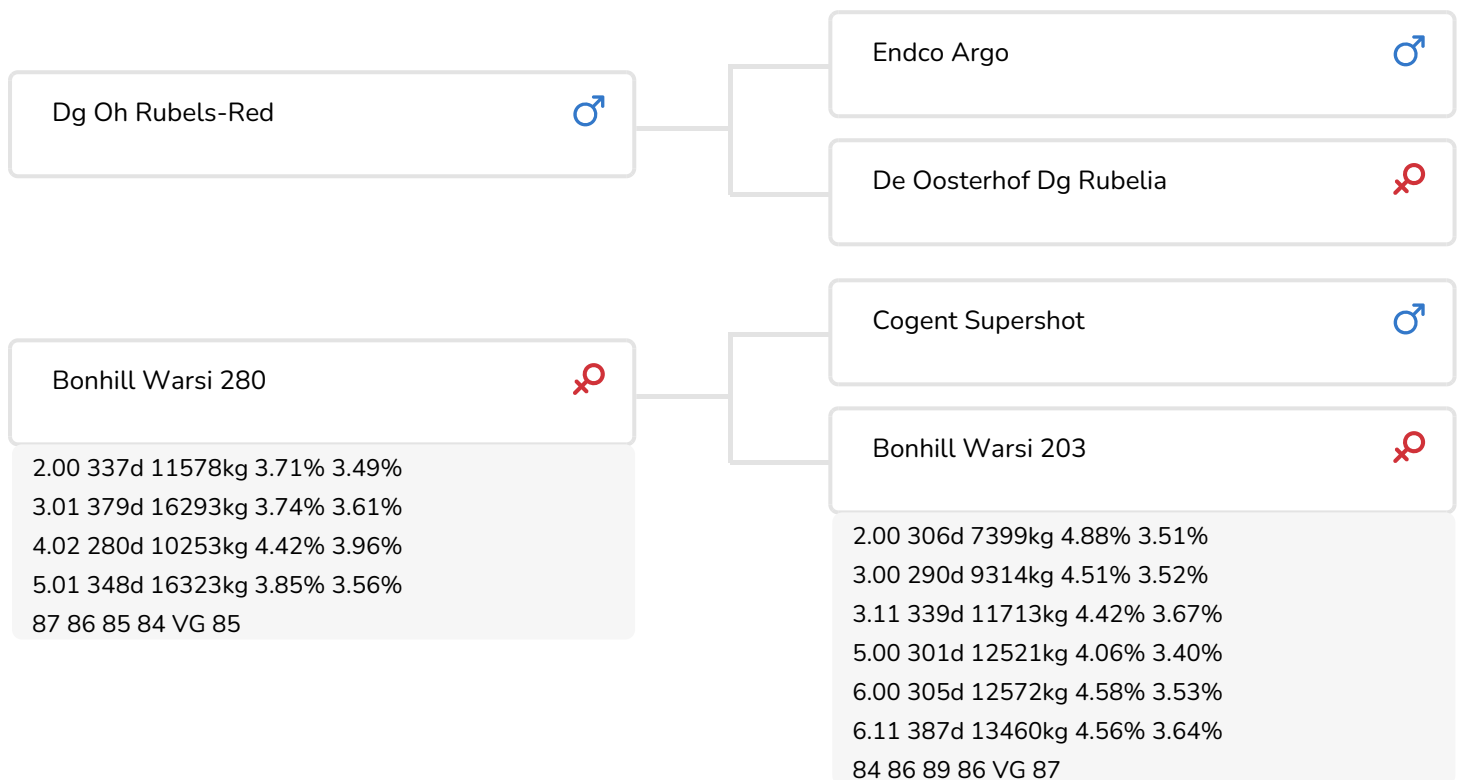 Dg Oh Rubels-Red
Endco Argo
De Oosterhof Dg Rubelia
Bonhill Warsi 280
2.00 337d 11578kg 3.71% 3.49%
3.01 379d 16293kg 3.74% 3.61%
4.02 280d 10253kg 4.42% 3.96%
5.01 348d 16323kg 3.85% 3.56%
87 86 85 84 VG 85
Cogent Supershot
Bonhill Warsi 203
2.00 306d 7399kg 4.88% 3.51%
3.00 290d 9314kg 4.51% 3.52%
3.11 339d 11713kg 4.42% 3.67%
5.00 301d 12521kg 4.06% 3.40%
6.00 305d 12572kg 4.58% 3.53%
6.11 387d 13460kg 4.56% 3.64%
84 86 89 86 VG 87